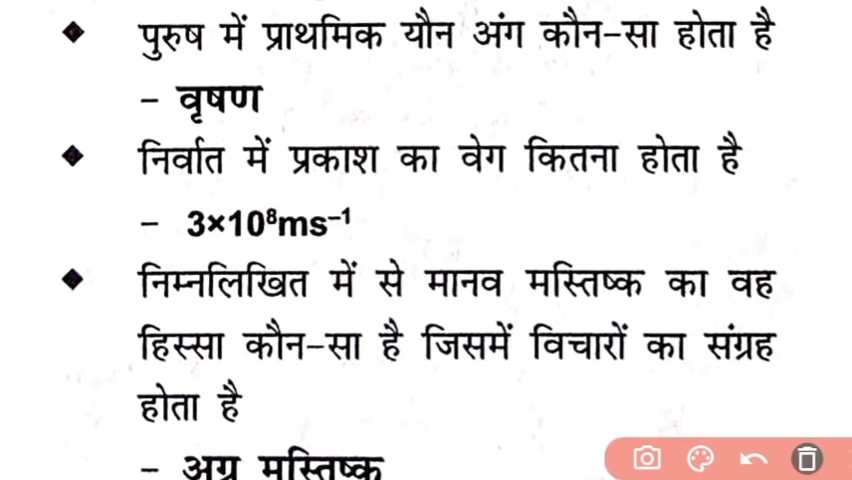 ◆ पुरुष में प्राथमिक यौन अंग कौन-सा होता है
– वृषण
◆ निर्वात में प्रकाश का वेग कितना होता है
– 3×10⁸ms⁻¹
◆ निम्नलिखित में से मानव मस्तिष्क का वह
हिस्सा कौन-सा है जिसमें विचारों का संग्रह
होता है
– अग्र मस्तिष्क